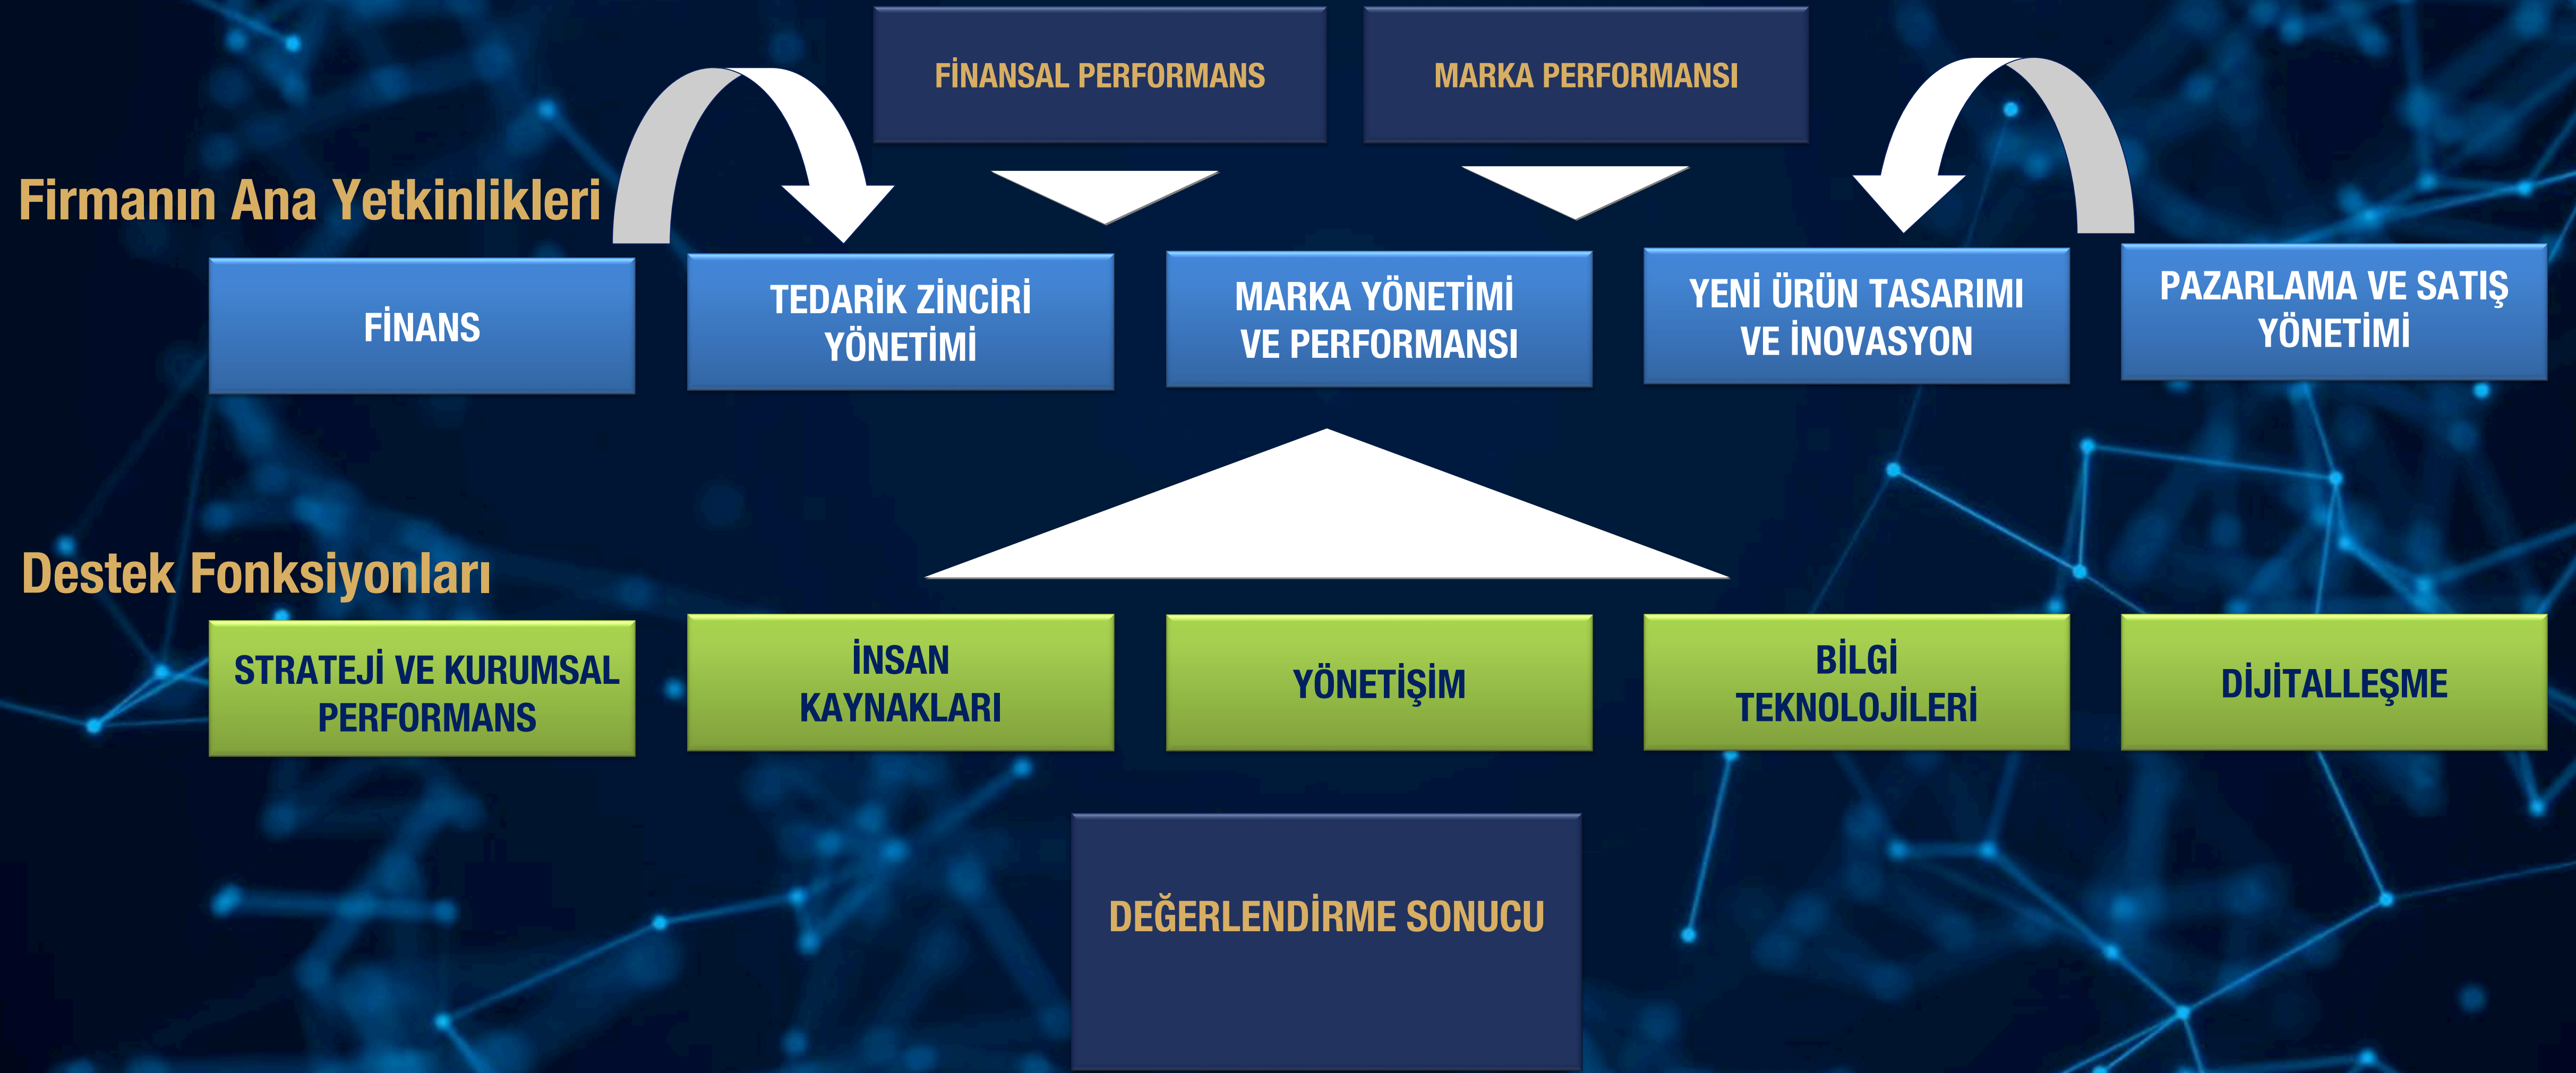 FİNANSAL PERFORMANS
MARKA PERFORMANSI
Firmanın Ana Yetkinlikleri
FİNANS
TEDARİK ZİNCİRİ
YÖNETİMİ
MARKA YÖNETİMİ
VE PERFORMANSI
YENİ ÜRÜN TASARIMI
VE İNOVASYON
PAZARLAMA VE SATIŞ
YÖNETİMİ
Destek Fonksiyonları
STRATEJİ VE KURUMSAL
PERFORMANS
İNSAN
KAYNAKLARI
YÖNETİŞİM
BİLGİ
TEKNOLOJİLERİ
DİJİTALLEŞME
DEĞERLENDİRME SONUCU